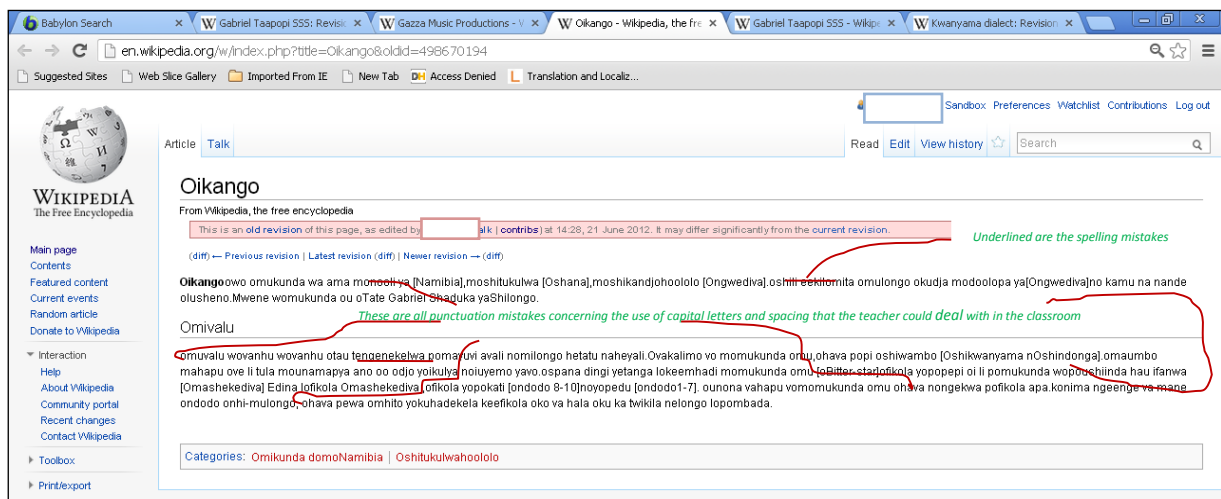 Babylon Search
Gabriel Taapopi SSS: Revisi
Gazza Music Productions - V
Oikango - Wikipedia, the fre
Gabriel Taapopi SSS - Wikip
Kwanyama dialect: Revision
en.wikipedia.org/w/index.php?title=Oikango&oldid=498670194
Suggested Sites Web Slice Gallery Imported From IE New Tab DH Access Denied L Translation and Localiz...
Sandbox Preferences Watchlist Contributions Log out
Article Talk Read Edit View history Search
WIKIPEDIA
The Free Encyclopedia
Main page
Contents
Featured content
Current events
Random article
Donate to Wikipedia
Interaction
Help
About Wikipedia
Community portal
Recent changes
Contact Wikipedia
Toolbox
Print/export
Oikango
From Wikipedia, the free encyclopedia
This is an old revision of this page, as edited by alk | contribs) at 14:28, 21 June 2012. It may differ significantly from the current revision.
Underlined are the spelling mistakes
(diff) ← Previous revision | Latest revision (diff) | Newer revision → (diff)
Oikangoowo omukunda wa ama monooli ya [Namibia],moshitukulwa [Oshana],moshikandjohoololo [Ongwediva].oshili eekilomita omulongo okudja modoolopa ya[Ongwediva]no kamu na nande
olusheno.Mwene womukunda ou oTate Gabriel Shaduka yaShilongo.
These are all punctuation mistakes concerning the use of capital letters and spacing that the teacher could deal with in the classroom
Omivalu
omuvalu wovanhu wovanhu otau tengenekelwa pomayuvi avali nomilongo hetatu naheyali.Ovakalimo vo momukunda omu,ohava popi oshiwambo [Oshikwanyama nOshindonga].omaumbo
mahapu ove li tula mounamapya ano oo odjo yoikulya noiuyemo yavo.ospana dingi yetanga lokeemhadi momukunda omu [oBitter-star]ofikola yopopepi oi li pomukunda wopoushiinda hau ifanwa
[Omashekediva] Edina lofikola Omashekediva,ofikola yopokati [ondodo 8-10]noyopedu [ondodo1-7]. ounona vahapu vomomukunda omu ohava nongekwa pofikola apa.konima ngeenge va mane
ondodo onhi-mulongo, ohava pewa omhito yokuhadekela keefikola oko va hala oku ka twikila nelongo lopombada.
Categories: Omikunda domoNamibia | Oshitukulwahoololo